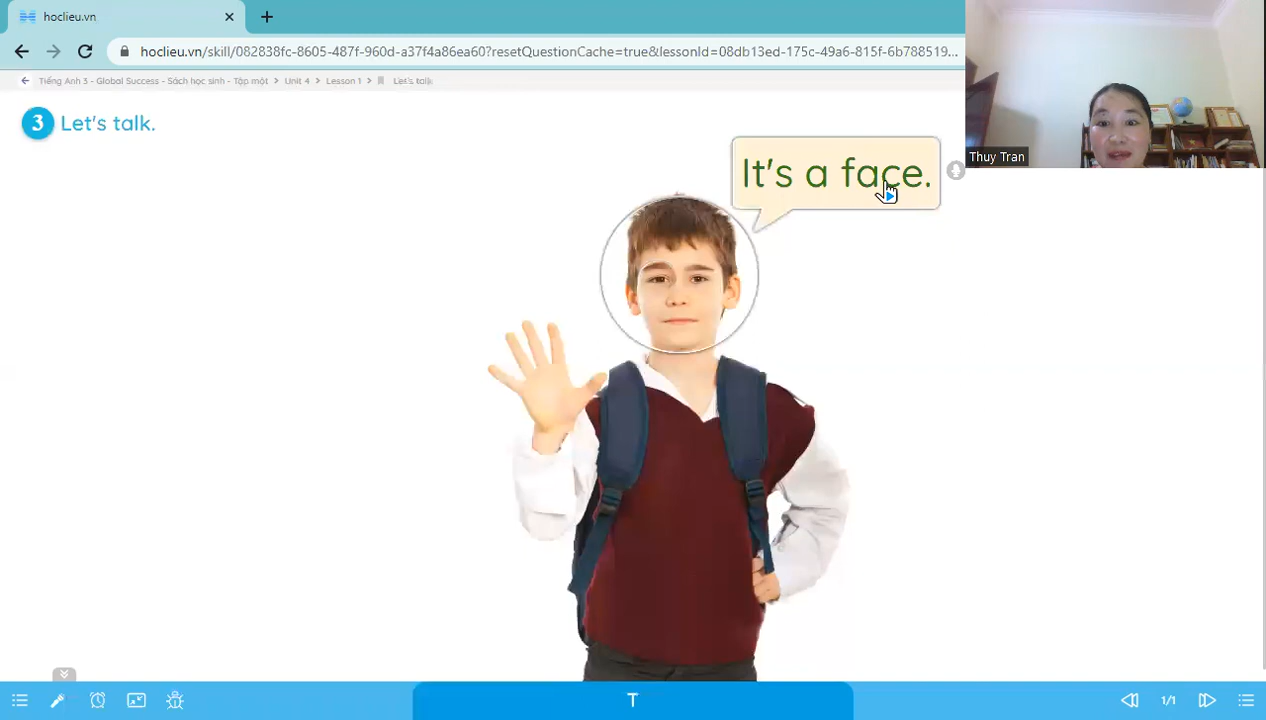 hoclieu.vn
hoclieu.vn/skill/082838fc-8605-487f-960d-a37f4a86ea60?resetQuestionCache=true&lessonId=08db13ed-175c-49a6-815f-6b788519...
Tiếng Anh 3 - Global Success - Sách học sinh - Tập một > Unit 4 > Lesson 1 > Let's talk.
3 Let's talk.
It's a face.
Thuy Tran
T
1/1